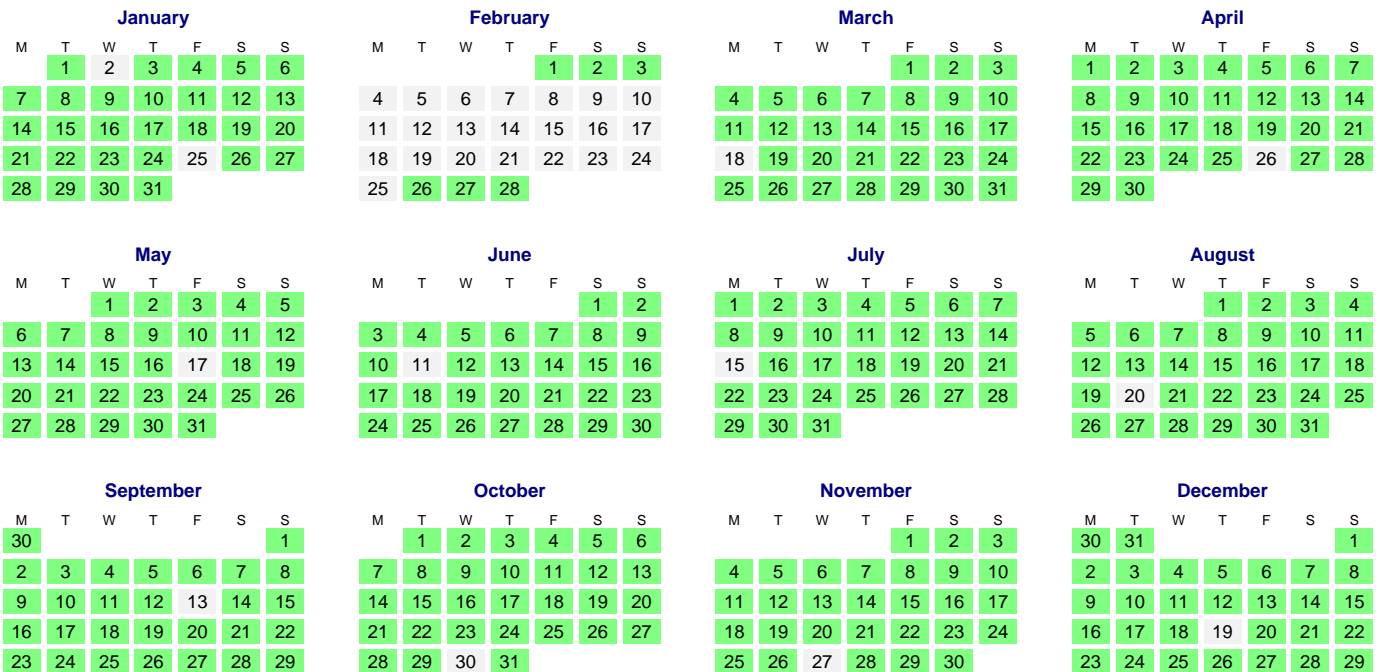 January February March April
M T W T F S S M T W T F S S M T W T F S S M T W T F S S
1 2 3 4 5 6 1 2 3 1 2 3 1 2 3 4 5 6 7
7 8 9 10 11 12 13 4 5 6 7 8 9 10 4 5 6 7 8 9 10 8 9 10 11 12 13 14
14 15 16 17 18 19 20 11 12 13 14 15 16 17 11 12 13 14 15 16 17 15 16 17 18 19 20 21
21 22 23 24 25 26 27 18 19 20 21 22 23 24 18 19 20 21 22 23 24 22 23 24 25 26 27 28
28 29 30 31 25 26 27 28 25 26 27 28 29 30 31 29 30
May June July August
M T W T F S S M T W T F S S M T W T F S S M T W T F S S
1 2 3 4 5 1 2 1 2 3 4 5 6 7 1 2 3 4
6 7 8 9 10 11 12 3 4 5 6 7 8 9 8 9 10 11 12 13 14 5 6 7 8 9 10 11
13 14 15 16 17 18 19 10 11 12 13 14 15 16 15 16 17 18 19 20 21 12 13 14 15 16 17 18
20 21 22 23 24 25 26 17 18 19 20 21 22 23 22 23 24 25 26 27 28 19 20 21 22 23 24 25
27 28 29 30 31 24 25 26 27 28 29 30 29 30 31 26 27 28 29 30 31
September October November December
M T W T F S S M T W T F S S M T W T F S S M T W T F S S
30 1 1 2 3 4 5 6 1 2 3 30 31 1
2 3 4 5 6 7 8 7 8 9 10 11 12 13 4 5 6 7 8 9 10 2 3 4 5 6 7 8
9 10 11 12 13 14 15 14 15 16 17 18 19 20 11 12 13 14 15 16 17 9 10 11 12 13 14 15
16 17 18 19 20 21 22 21 22 23 24 25 26 27 18 19 20 21 22 23 24 16 17 18 19 20 21 22
23 24 25 26 27 28 29 28 29 30 31 25 26 27 28 29 30 23 24 25 26 27 28 29